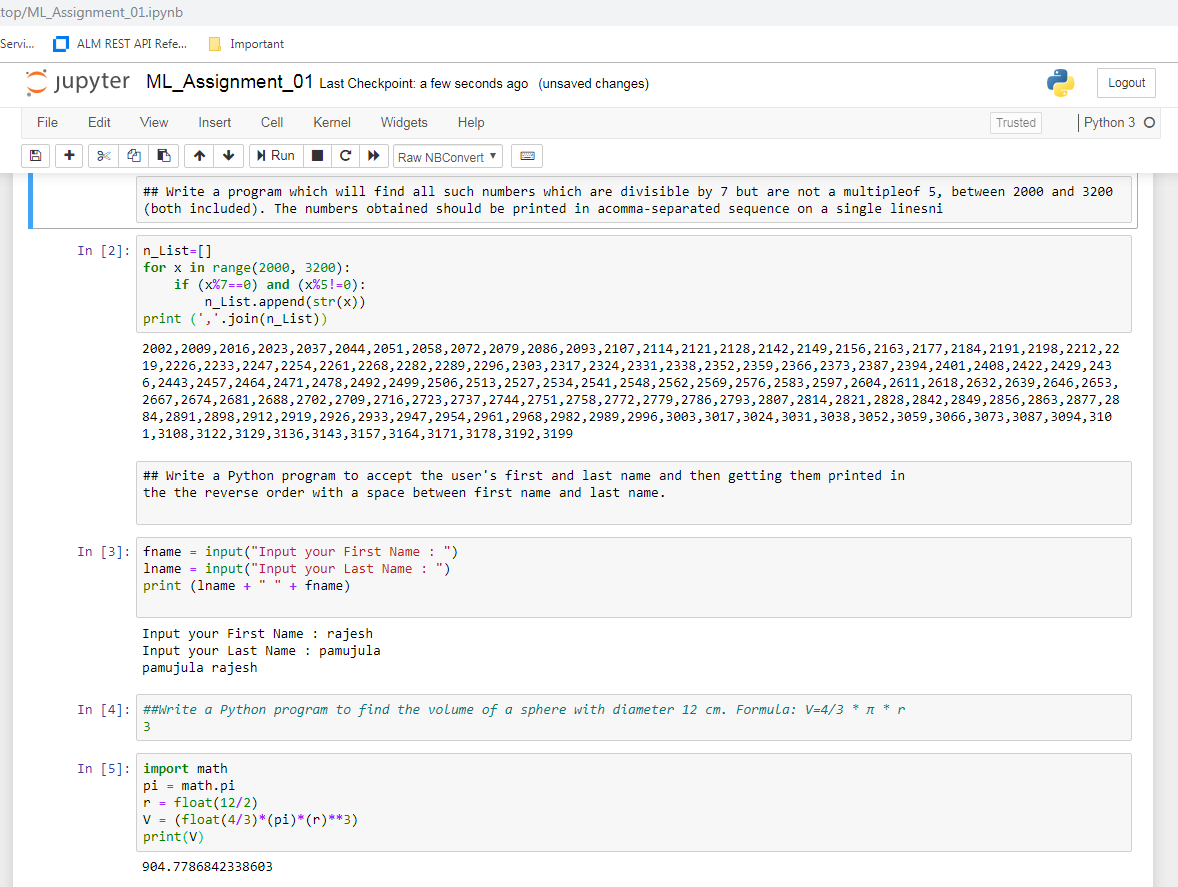 top/ML_Assignment_01.ipynb
Servi... ALM REST API Refe... Important
jupyter ML_Assignment_01 Last Checkpoint: a few seconds ago (unsaved changes) Logout
File Edit View Insert Cell Kernel Widgets Help Trusted Python 3
Run Raw NBConvert
## Write a program which will find all such numbers which are divisible by 7 but are not a multipleof 5, between 2000 and 3200
(both included). The numbers obtained should be printed in acomma-separated sequence on a single linesni
In [2]: n_List=[]
for x in range(2000, 3200):
    if (x%7==0) and (x%5!=0):
        n_List.append(str(x))
print (','.join(n_List))
2002,2009,2016,2023,2037,2044,2051,2058,2072,2079,2086,2093,2107,2114,2121,2128,2142,2149,2156,2163,2177,2184,2191,2198,2212,22
19,2226,2233,2247,2254,2261,2268,2282,2289,2296,2303,2317,2324,2331,2338,2352,2359,2366,2373,2387,2394,2401,2408,2422,2429,243
6,2443,2457,2464,2471,2478,2492,2499,2506,2513,2527,2534,2541,2548,2562,2569,2576,2583,2597,2604,2611,2618,2632,2639,2646,2653,
2667,2674,2681,2688,2702,2709,2716,2723,2737,2744,2751,2758,2772,2779,2786,2793,2807,2814,2821,2828,2842,2849,2856,2863,2877,28
84,2891,2898,2912,2919,2926,2933,2947,2954,2961,2968,2982,2989,2996,3003,3017,3024,3031,3038,3052,3059,3066,3073,3087,3094,310
1,3108,3122,3129,3136,3143,3157,3164,3171,3178,3192,3199
## Write a Python program to accept the user's first and last name and then getting them printed in
the the reverse order with a space between first name and last name.
In [3]: fname = input("Input your First Name : ")
lname = input("Input your Last Name : ")
print (lname + " " + fname)
Input your First Name : rajesh
Input your Last Name : pamujula
pamujula rajesh
In [4]: ##Write a Python program to find the volume of a sphere with diameter 12 cm. Formula: V=4/3 * π * r
3
In [5]: import math
pi = math.pi
r = float(12/2)
V = (float(4/3)*(pi)*(r)**3)
print(V)
904.7786842338603